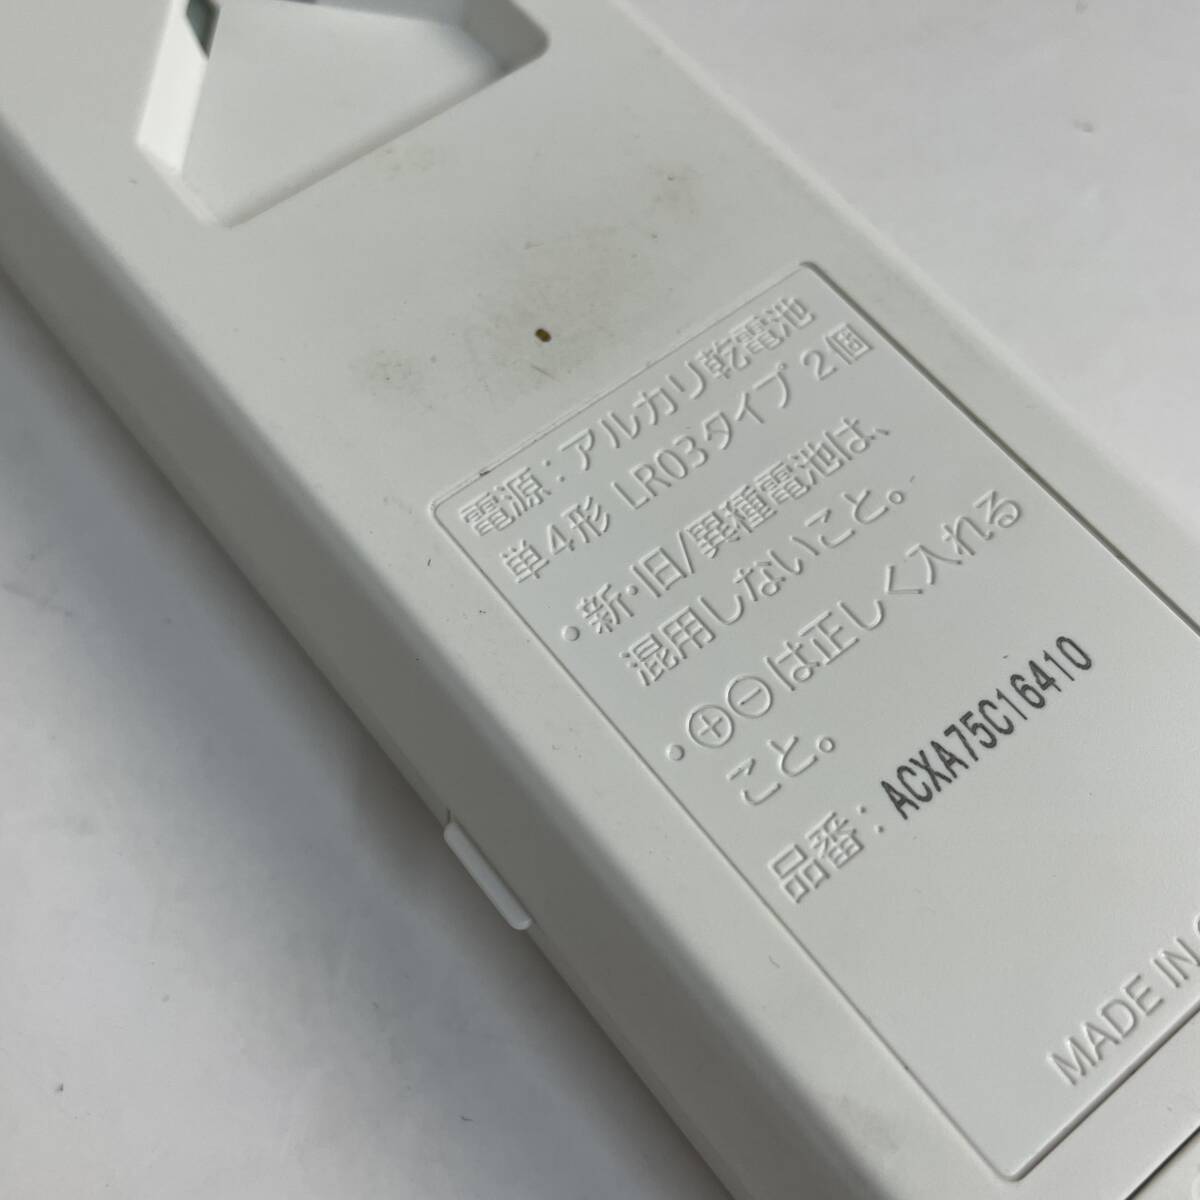 電源：アルカリ乾電池
単4形 LR03タイプ 2個
・新・旧/異種電池は、
混用しないこと。
・⊕⊖は正しく入れる
こと。
品番：ACXA75C16410
MADE IN